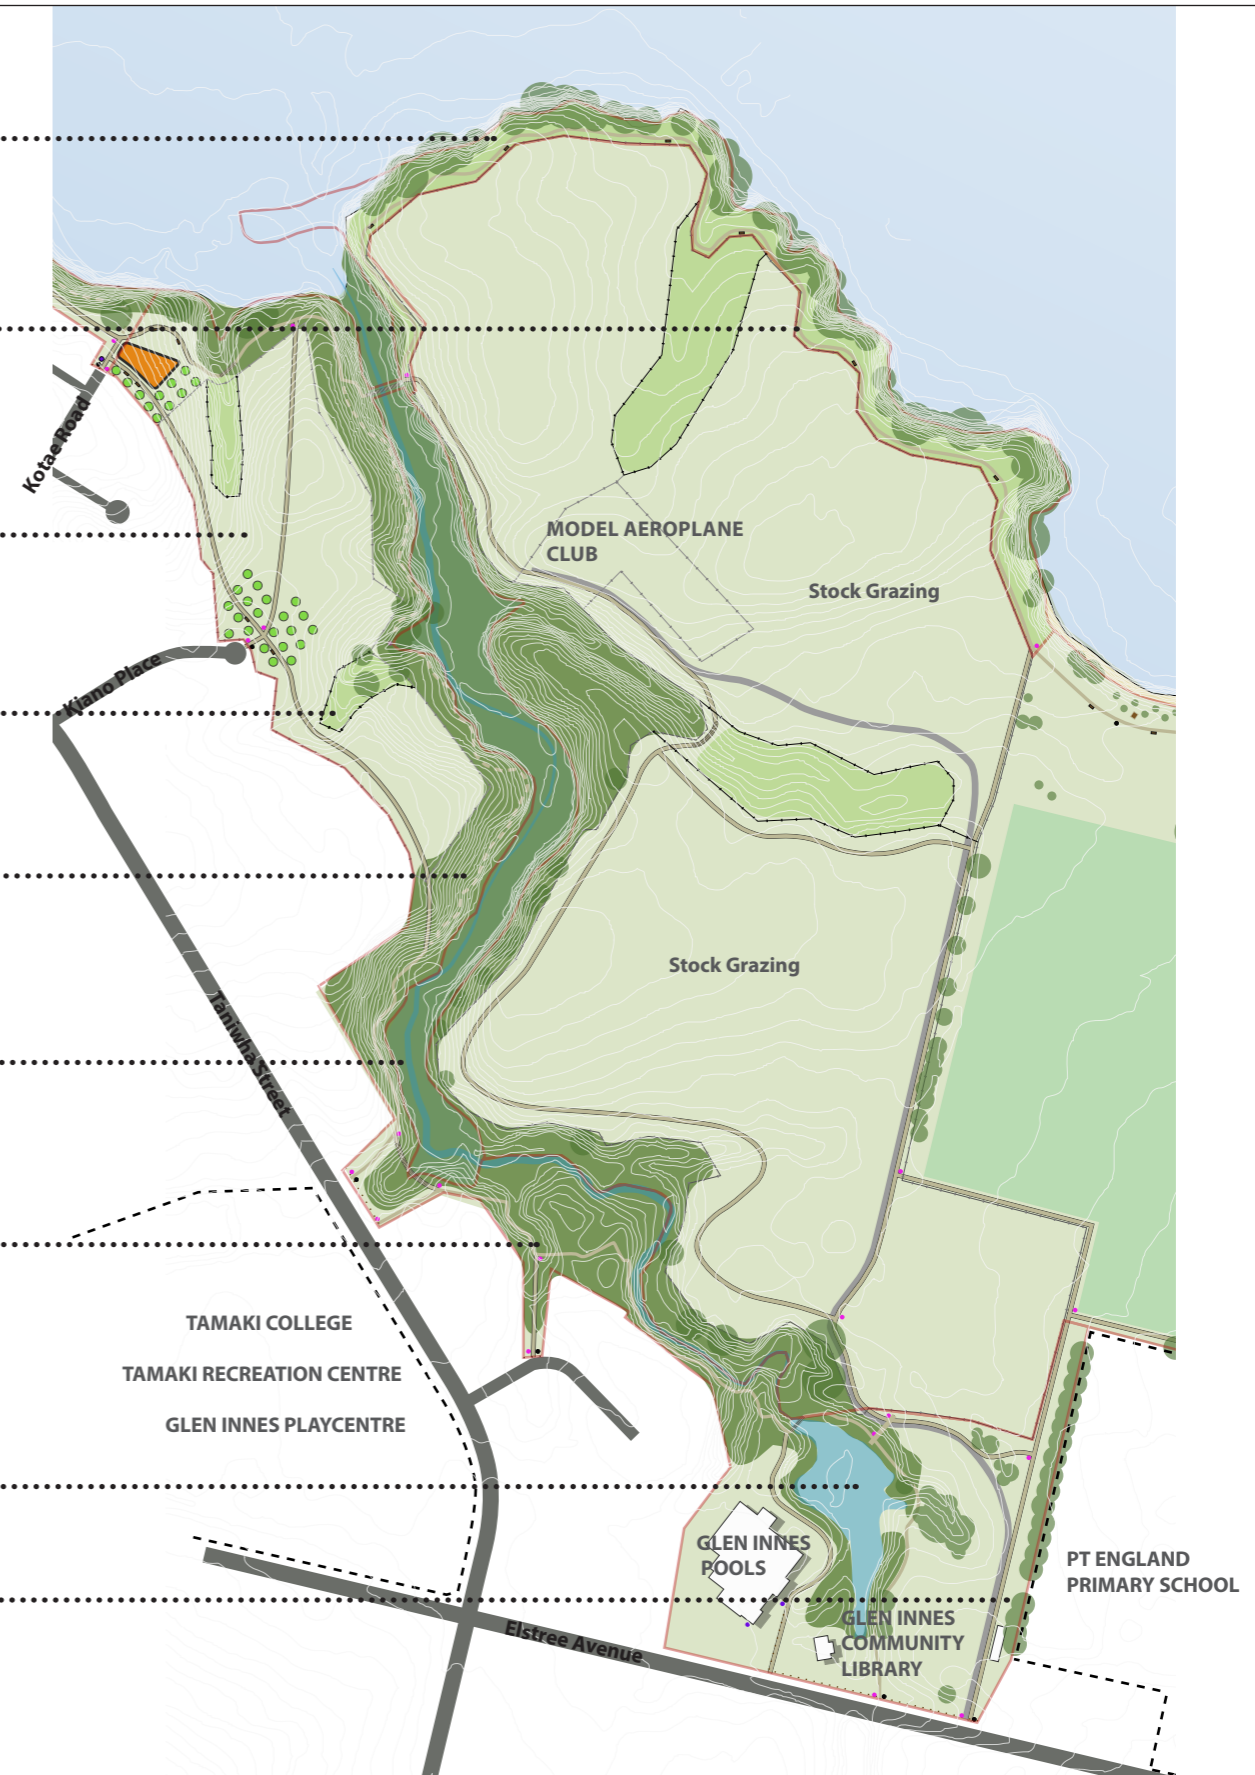 Kotae Road
MODEL AEROPLANE
CLUB
Stock Grazing
Kiano Place
Stock Grazing
Taniwha Street
TAMAKI COLLEGE
TAMAKI RECREATION CENTRE
GLEN INNES PLAYCENTRE
GLEN INNES
POOLS
PT ENGLAND
PRIMARY SCHOOL
GLEN INNES
COMMUNITY
LIBRARY
Elstree Avenue